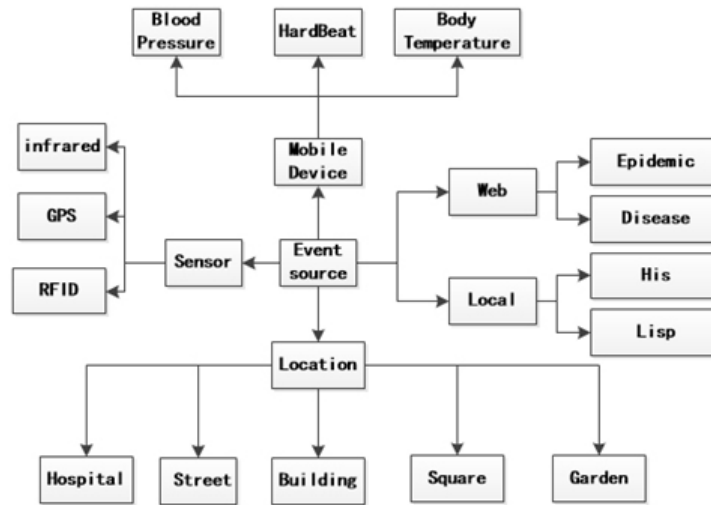 Blood
Pressure
HardBeat
Body
Temperature
infrared
Mobile
Device
Epidemic
Web
GPS
Disease
Sensor
Event
source
His
RFID
Local
Lisp
Location
Hospital
Street
Building
Square
Garden